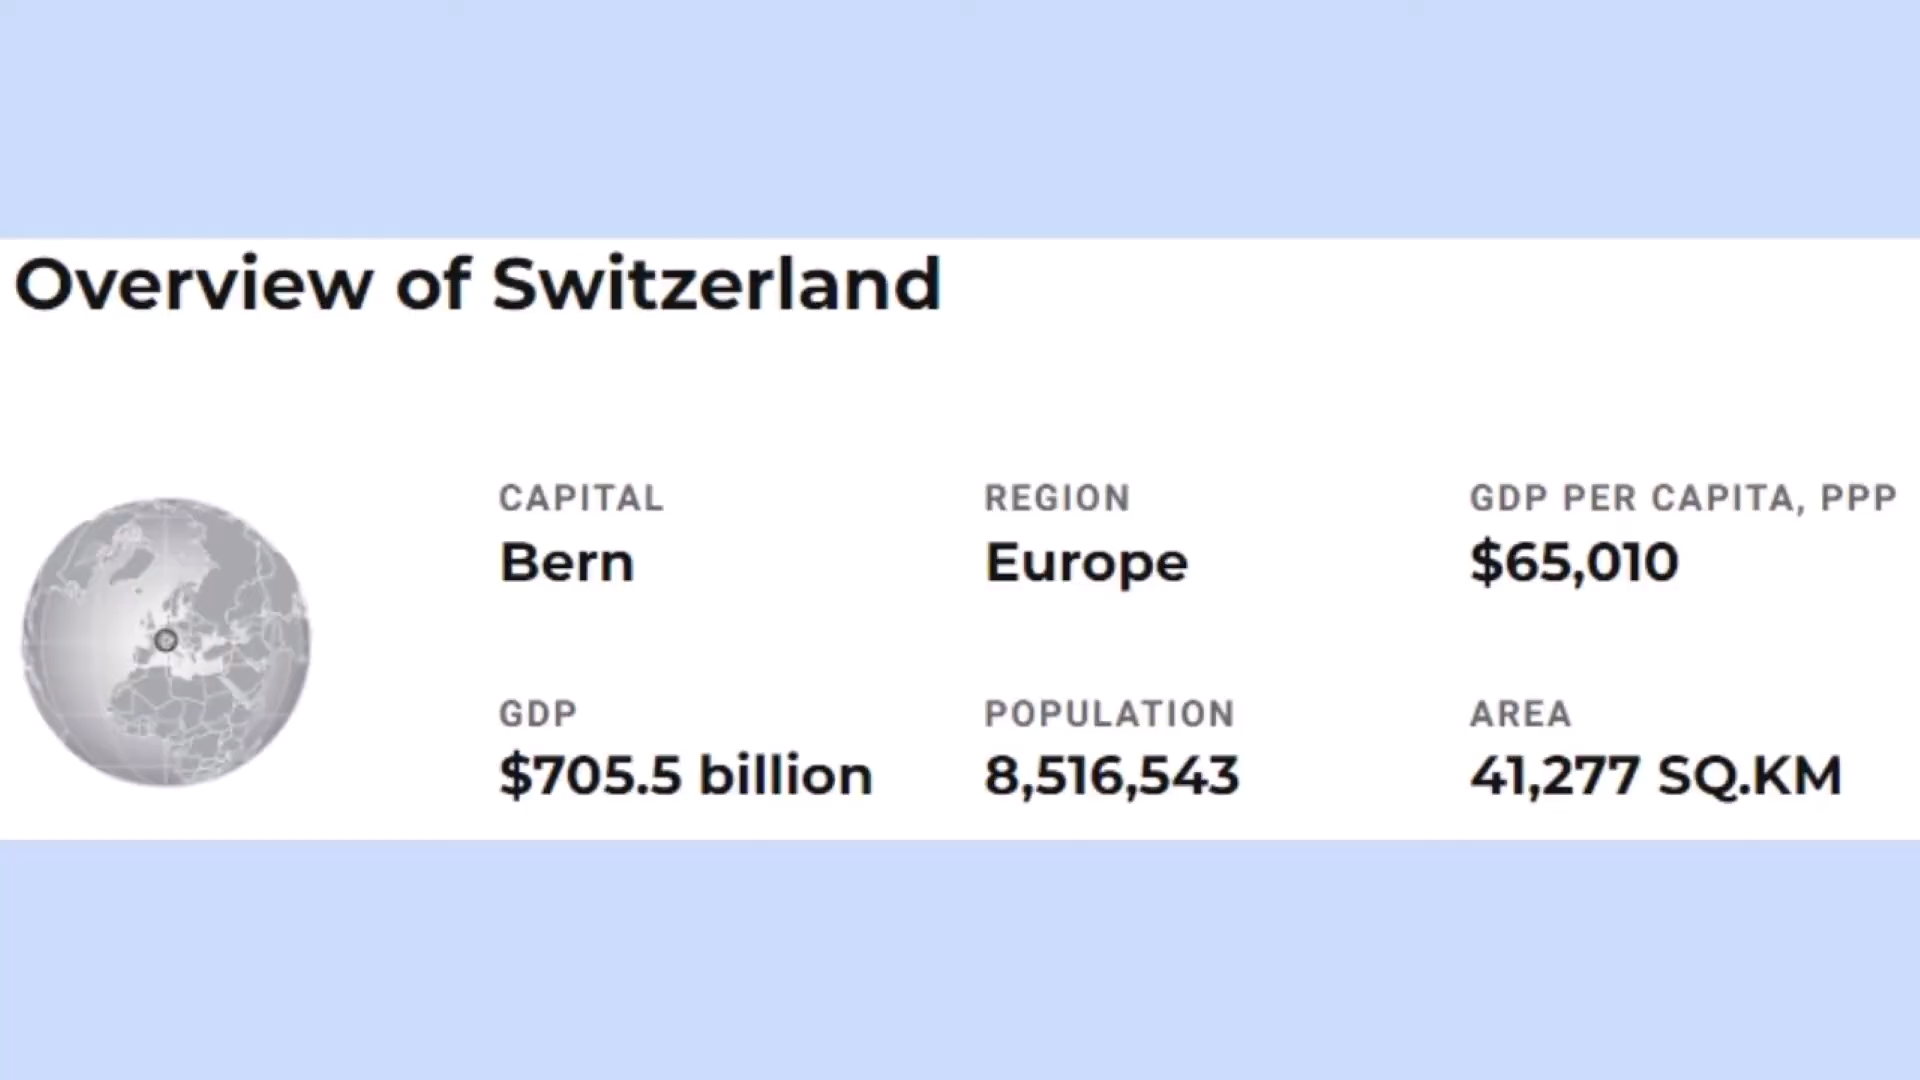 Overview of Switzerland
CAPITAL
Bern
REGION
Europe
GDP PER CAPITA, PPP
$65,010
GDP
$705.5 billion
POPULATION
8,516,543
AREA
41,277 SQ.KM